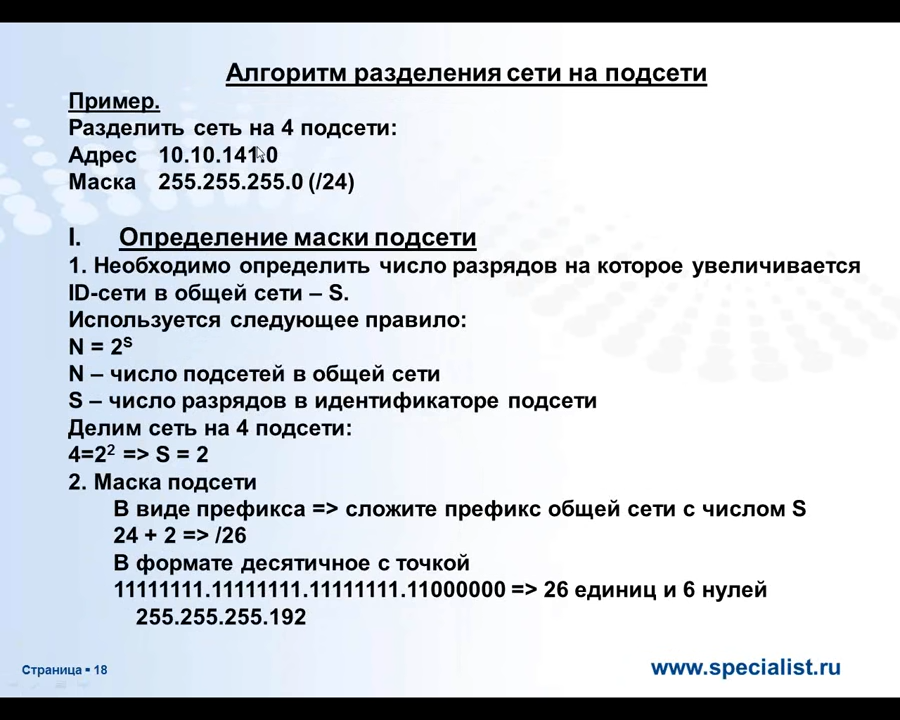 Алгоритм разделения сети на подсети
Пример.
Разделить сеть на 4 подсети:
Адрес 10.10.141.0
Маска 255.255.255.0 (/24)
I. Определение маски подсети
1. Необходимо определить число разрядов на которое увеличивается
ID-сети в общей сети – S.
Используется следующее правило:
N = 2ˢ
N – число подсетей в общей сети
S – число разрядов в идентификаторе подсети
Делим сеть на 4 подсети:
4=2² => S = 2
2. Маска подсети
В виде префикса => сложите префикс общей сети с числом S
24 + 2 => /26
В формате десятичное с точкой
11111111.11111111.11111111.11000000 => 26 единиц и 6 нулей
255.255.255.192
Страница ▪ 18
www.specialist.ru